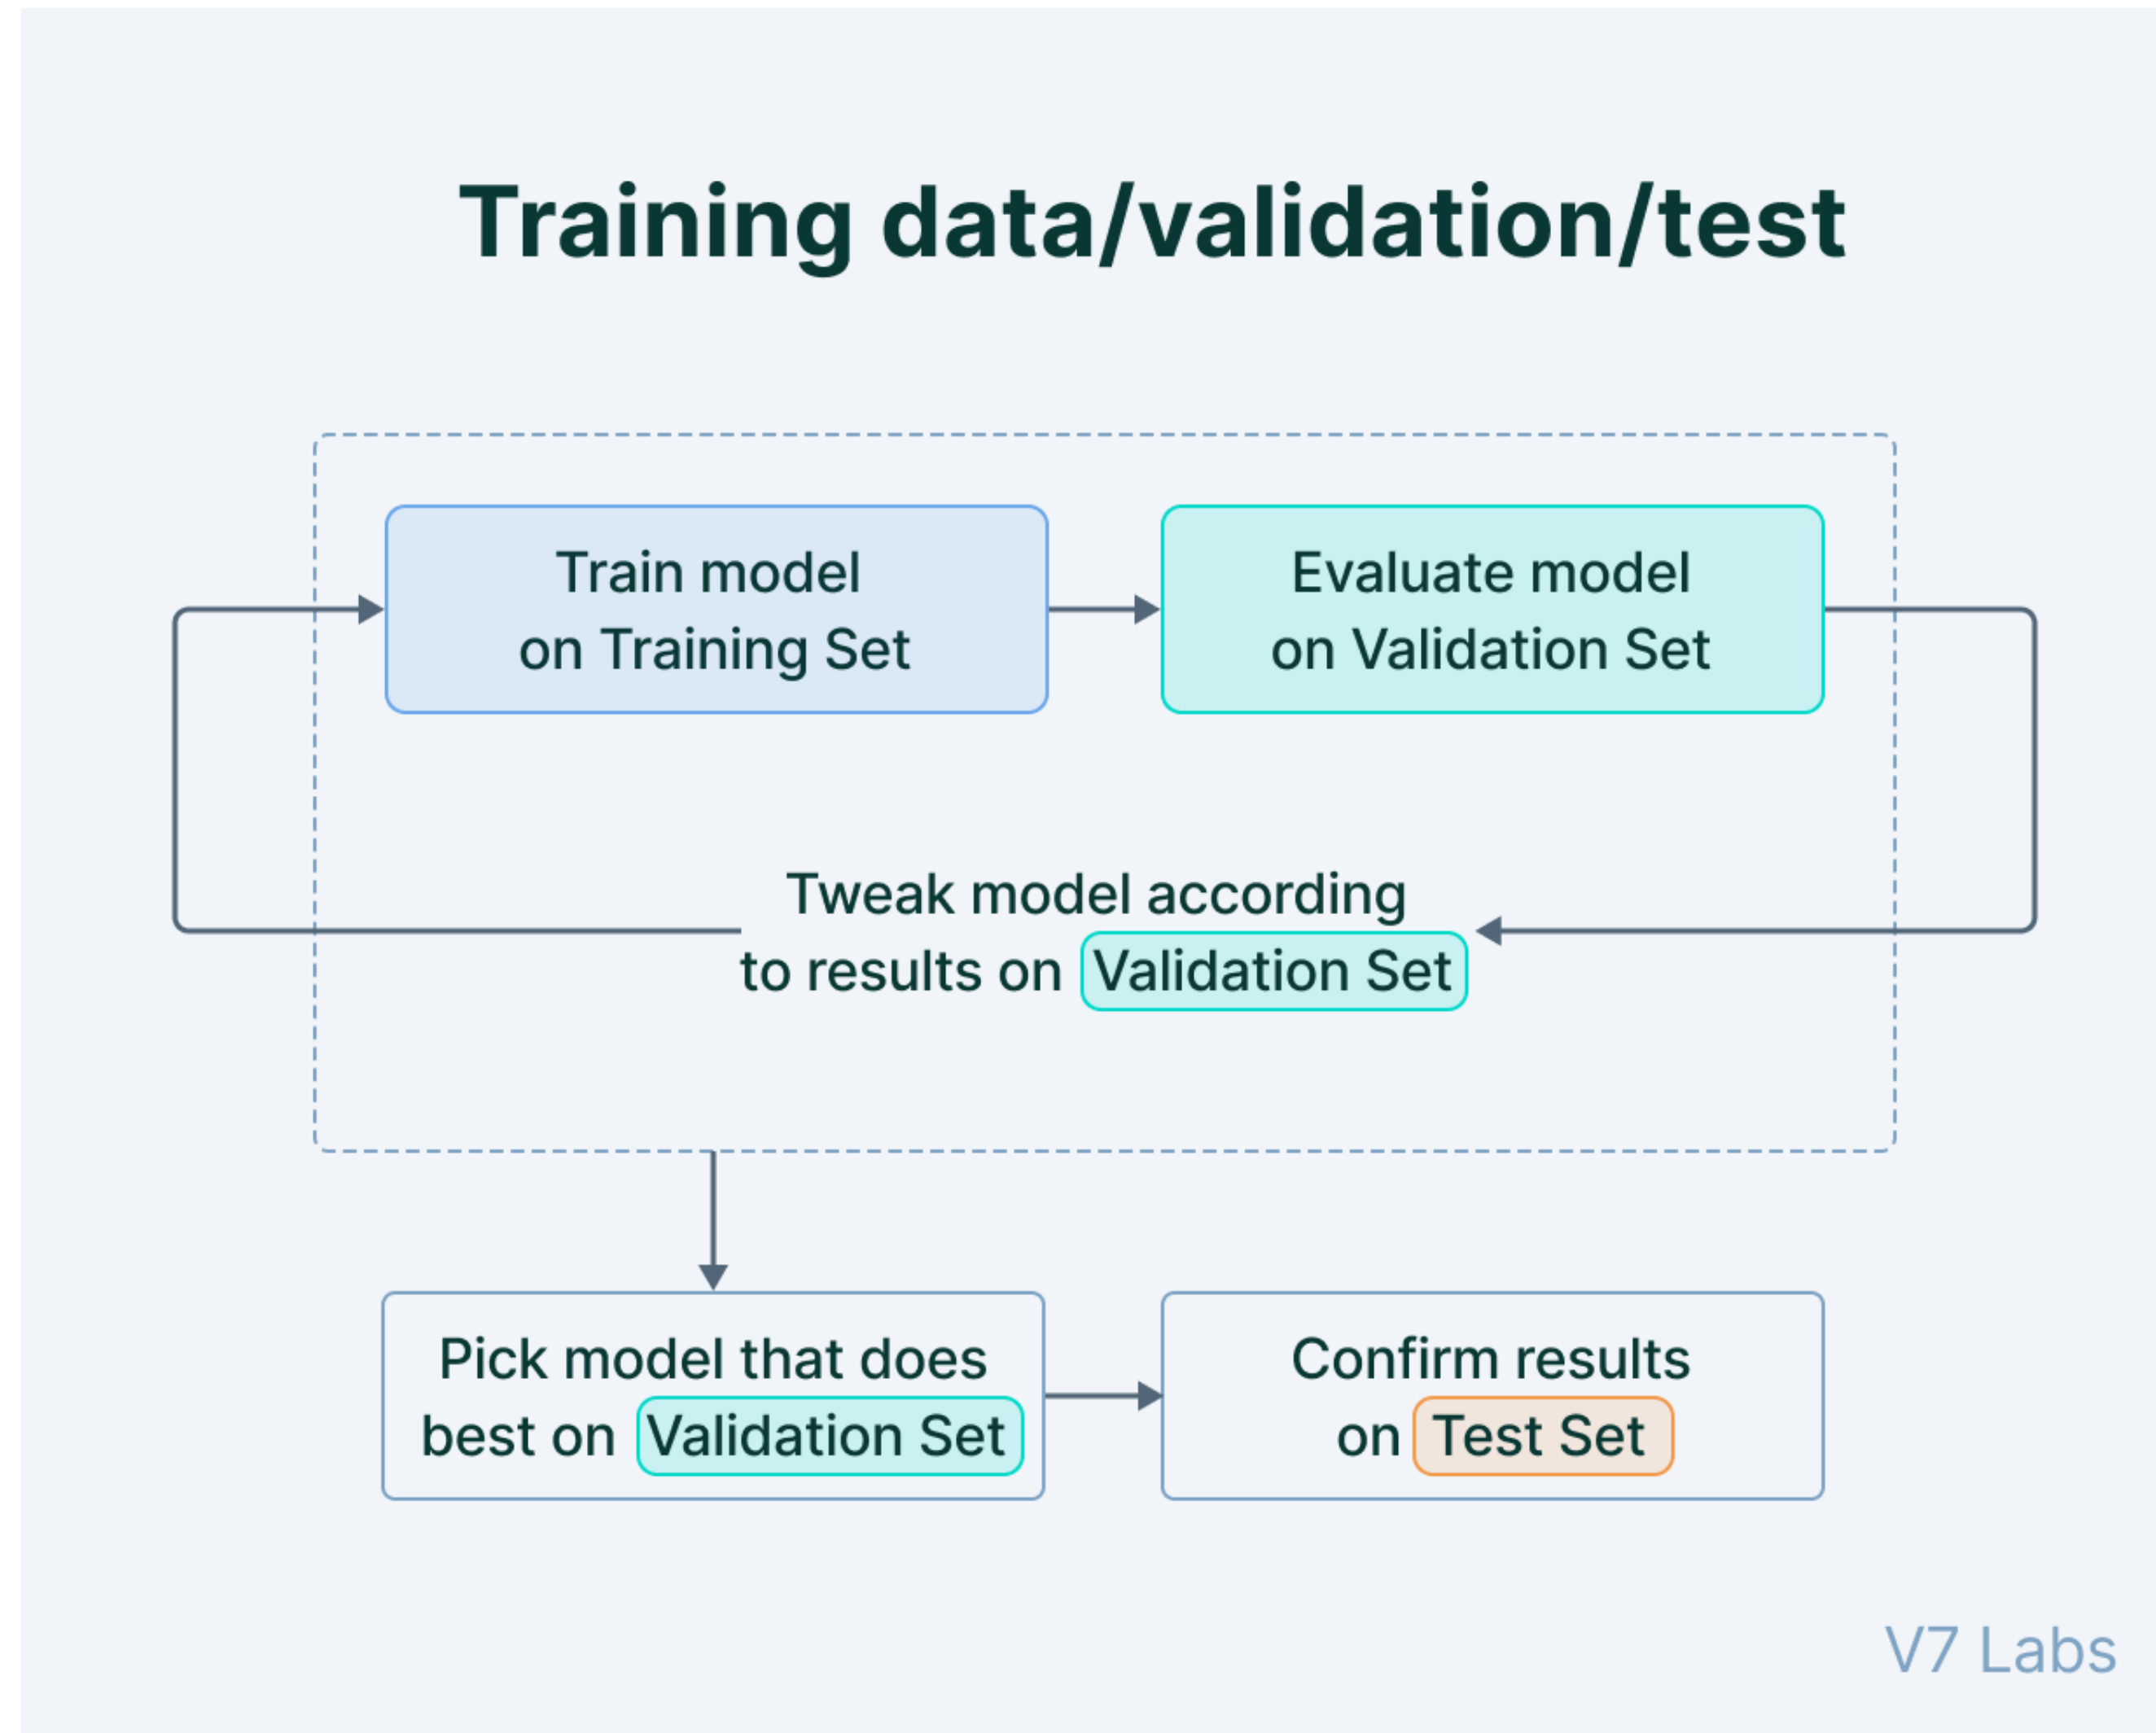 Training data/validation/test
Train model
on Training Set
Evaluate model
on Validation Set
Tweak model according
to results on Validation Set
Pick model that does
best on Validation Set
Confirm results
on Test Set
V7 Labs